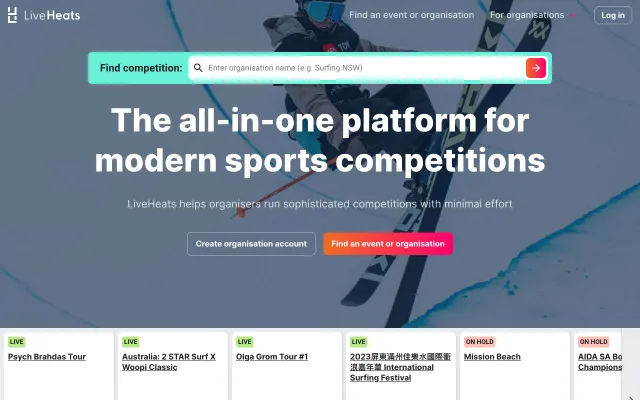 LiveHeats
Find an event or organisation
For organisations
Log in
Find competition:
Enter organisation name (e.g. Surfing NSW)
The all-in-one platform for
modern sports competitions
LiveHeats helps organisers run sophisticated competitions with minimal effort
Create organisation account
Find an event or organisation
LIVE
Psych Brahdas Tour
LIVE
Australia: 2 STAR Surf X
Woopi Classic
LIVE
Olga Grom Tour #1
LIVE
2023屏東滿州佳樂水國際衝
浪嘉年華 International
Surfing Festival
ON HOLD
Mission Beach
ON HOLD
AIDA SA Bo
Champions